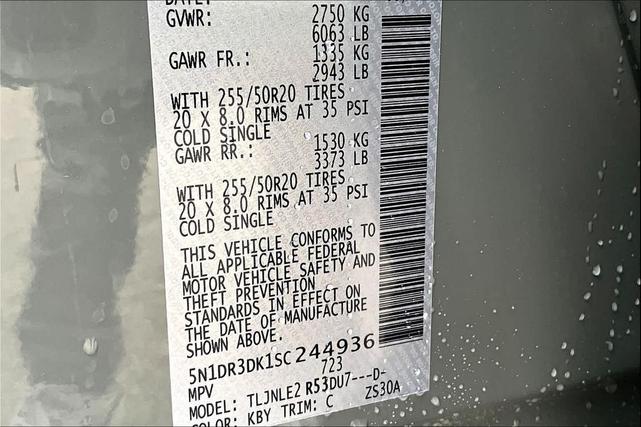 DATE:
GVWR: 2750 KG
6063 LB
GAWR FR.: 1335 KG
2943 LB
WITH 255/50R20 TIRES
20 X 8.0 RIMS AT 35 PSI
COLD SINGLE
GAWR RR.: 1530 KG
3373 LB
WITH 255/50R20 TIRES
20 X 8.0 RIMS AT 35 PSI
COLD SINGLE
THIS VEHICLE CONFORMS TO
ALL APPLICABLE FEDERAL
MOTOR VEHICLE SAFETY AND
THEFT PREVENTION
STANDARDS IN EFFECT ON
THE DATE OF MANUFACTURE
SHOWN ABOVE.
5N1DR3DK1SC244936
MPV 723
MODEL: TLJNLE2 R53DU7---D-
COLOR: KBY TRIM: C ZS30A